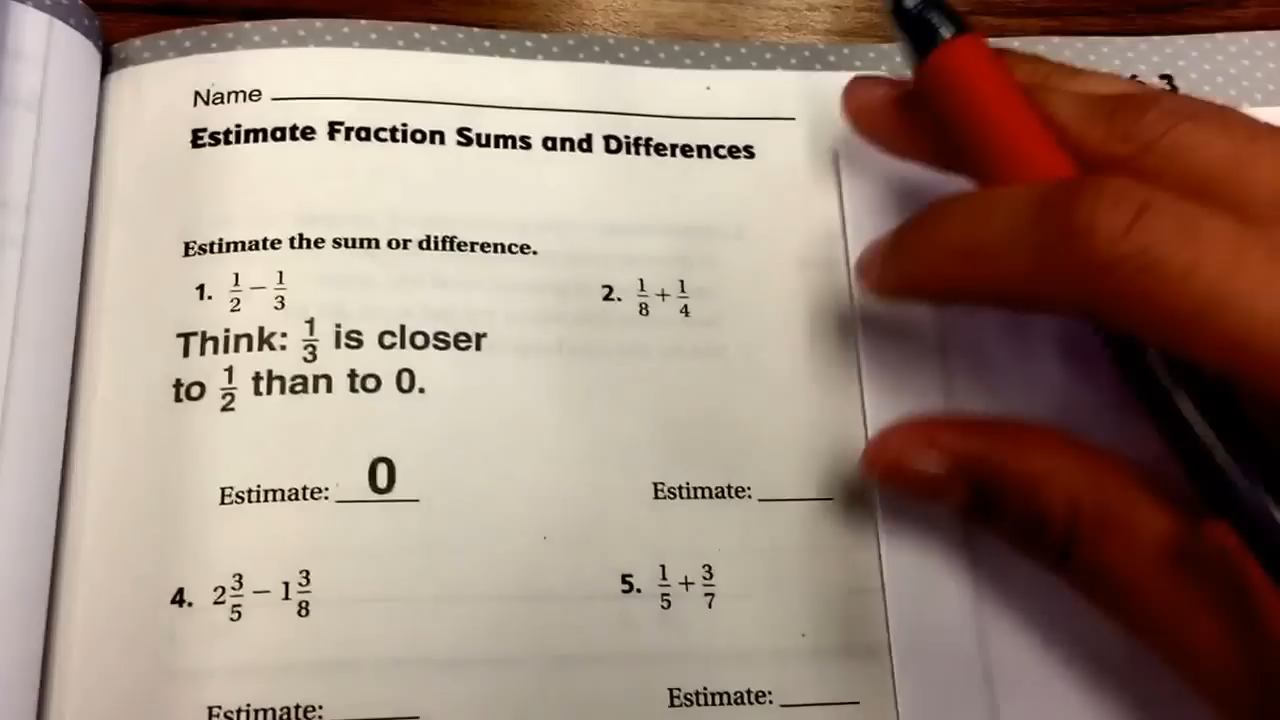 Name
Estimate Fraction Sums and Differences
Estimate the sum or difference.
1. 1/2 − 1/3
2. 1/8 + 1/4
Think: 1/3 is closer
to 1/2 than to 0.
Estimate: 0
Estimate:
4. 2 3/5 − 1 3/8
5. 1/5 + 3/7
Estimate:
Estimate: